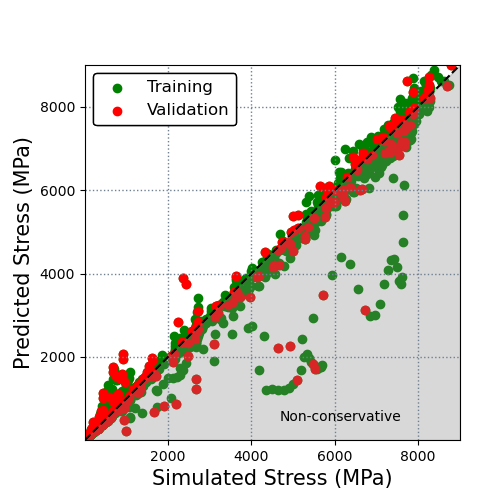 Training
Validation
Predicted Stress (MPa)
8000
6000
4000
2000
Non-conservative
2000 4000 6000 8000
Simulated Stress (MPa)